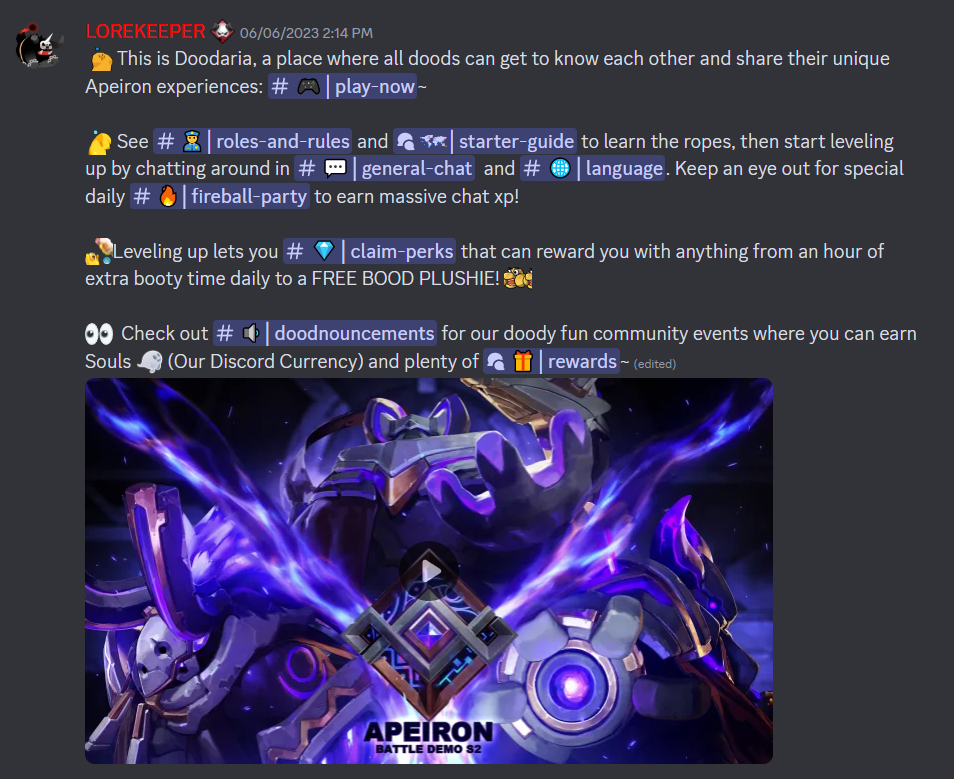 LOREKEEPER 06/06/2023 2:14 PM
This is Doodaria, a place where all doods can get to know each other and share their unique
Apeiron experiences: # 🎮 | play-now ~
See # 👮 | roles-and-rules and 🗺️ | starter-guide to learn the ropes, then start leveling
up by chatting around in # 💬 | general-chat and # 🌐 | language . Keep an eye out for special
daily # 🔥 | fireball-party to earn massive chat xp!
Leveling up lets you # 💎 | claim-perks that can reward you with anything from an hour of
extra booty time daily to a FREE BOOD PLUSHIE!
👀 Check out # 🔈 | doodnouncements for our doody fun community events where you can earn
Souls (Our Discord Currency) and plenty of 🎁 | rewards ~ (edited)
APEIRON
BATTLE DEMO S2